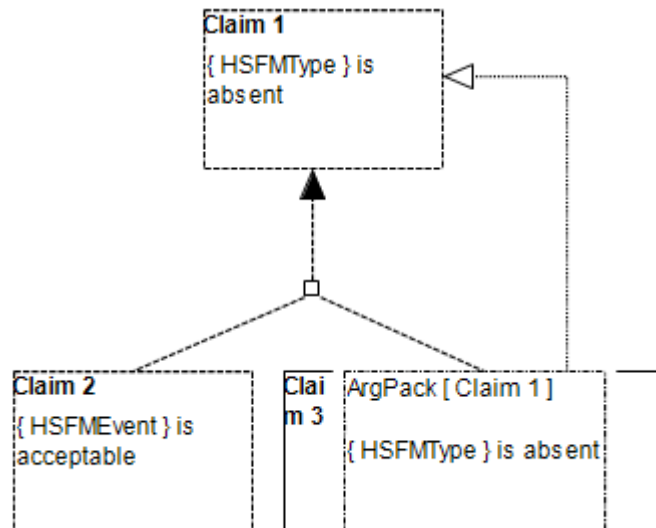 Claim 1
{ HSFMType } is
absent
Claim 2
{ HSFMEvent } is
acceptable
Clai
m 3
ArgPack [ Claim 1 ]
{ HSFMType } is absent